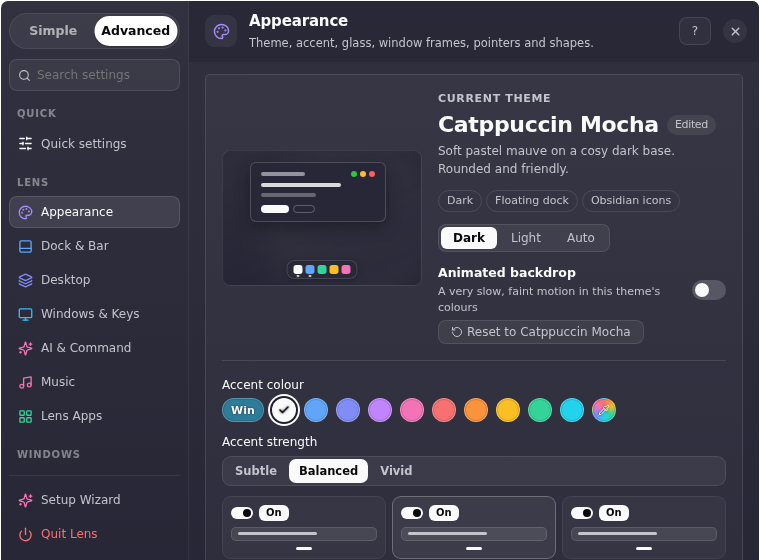 Simple
Advanced
Search settings
QUICK
Quick settings
LENS
Appearance
Dock & Bar
Desktop
Windows & Keys
AI & Command
Music
Lens Apps
WINDOWS
Setup Wizard
Quit Lens
Appearance
Theme, accent, glass, window frames, pointers and shapes.
?
CURRENT THEME
Catppuccin Mocha
Edited
Soft pastel mauve on a cosy dark base.
Rounded and friendly.
Dark
Floating dock
Obsidian icons
Dark
Light
Auto
Animated backdrop
A very slow, faint motion in this theme's
colours
Reset to Catppuccin Mocha
Accent colour
Win
Accent strength
Subtle
Balanced
Vivid
On
On
On